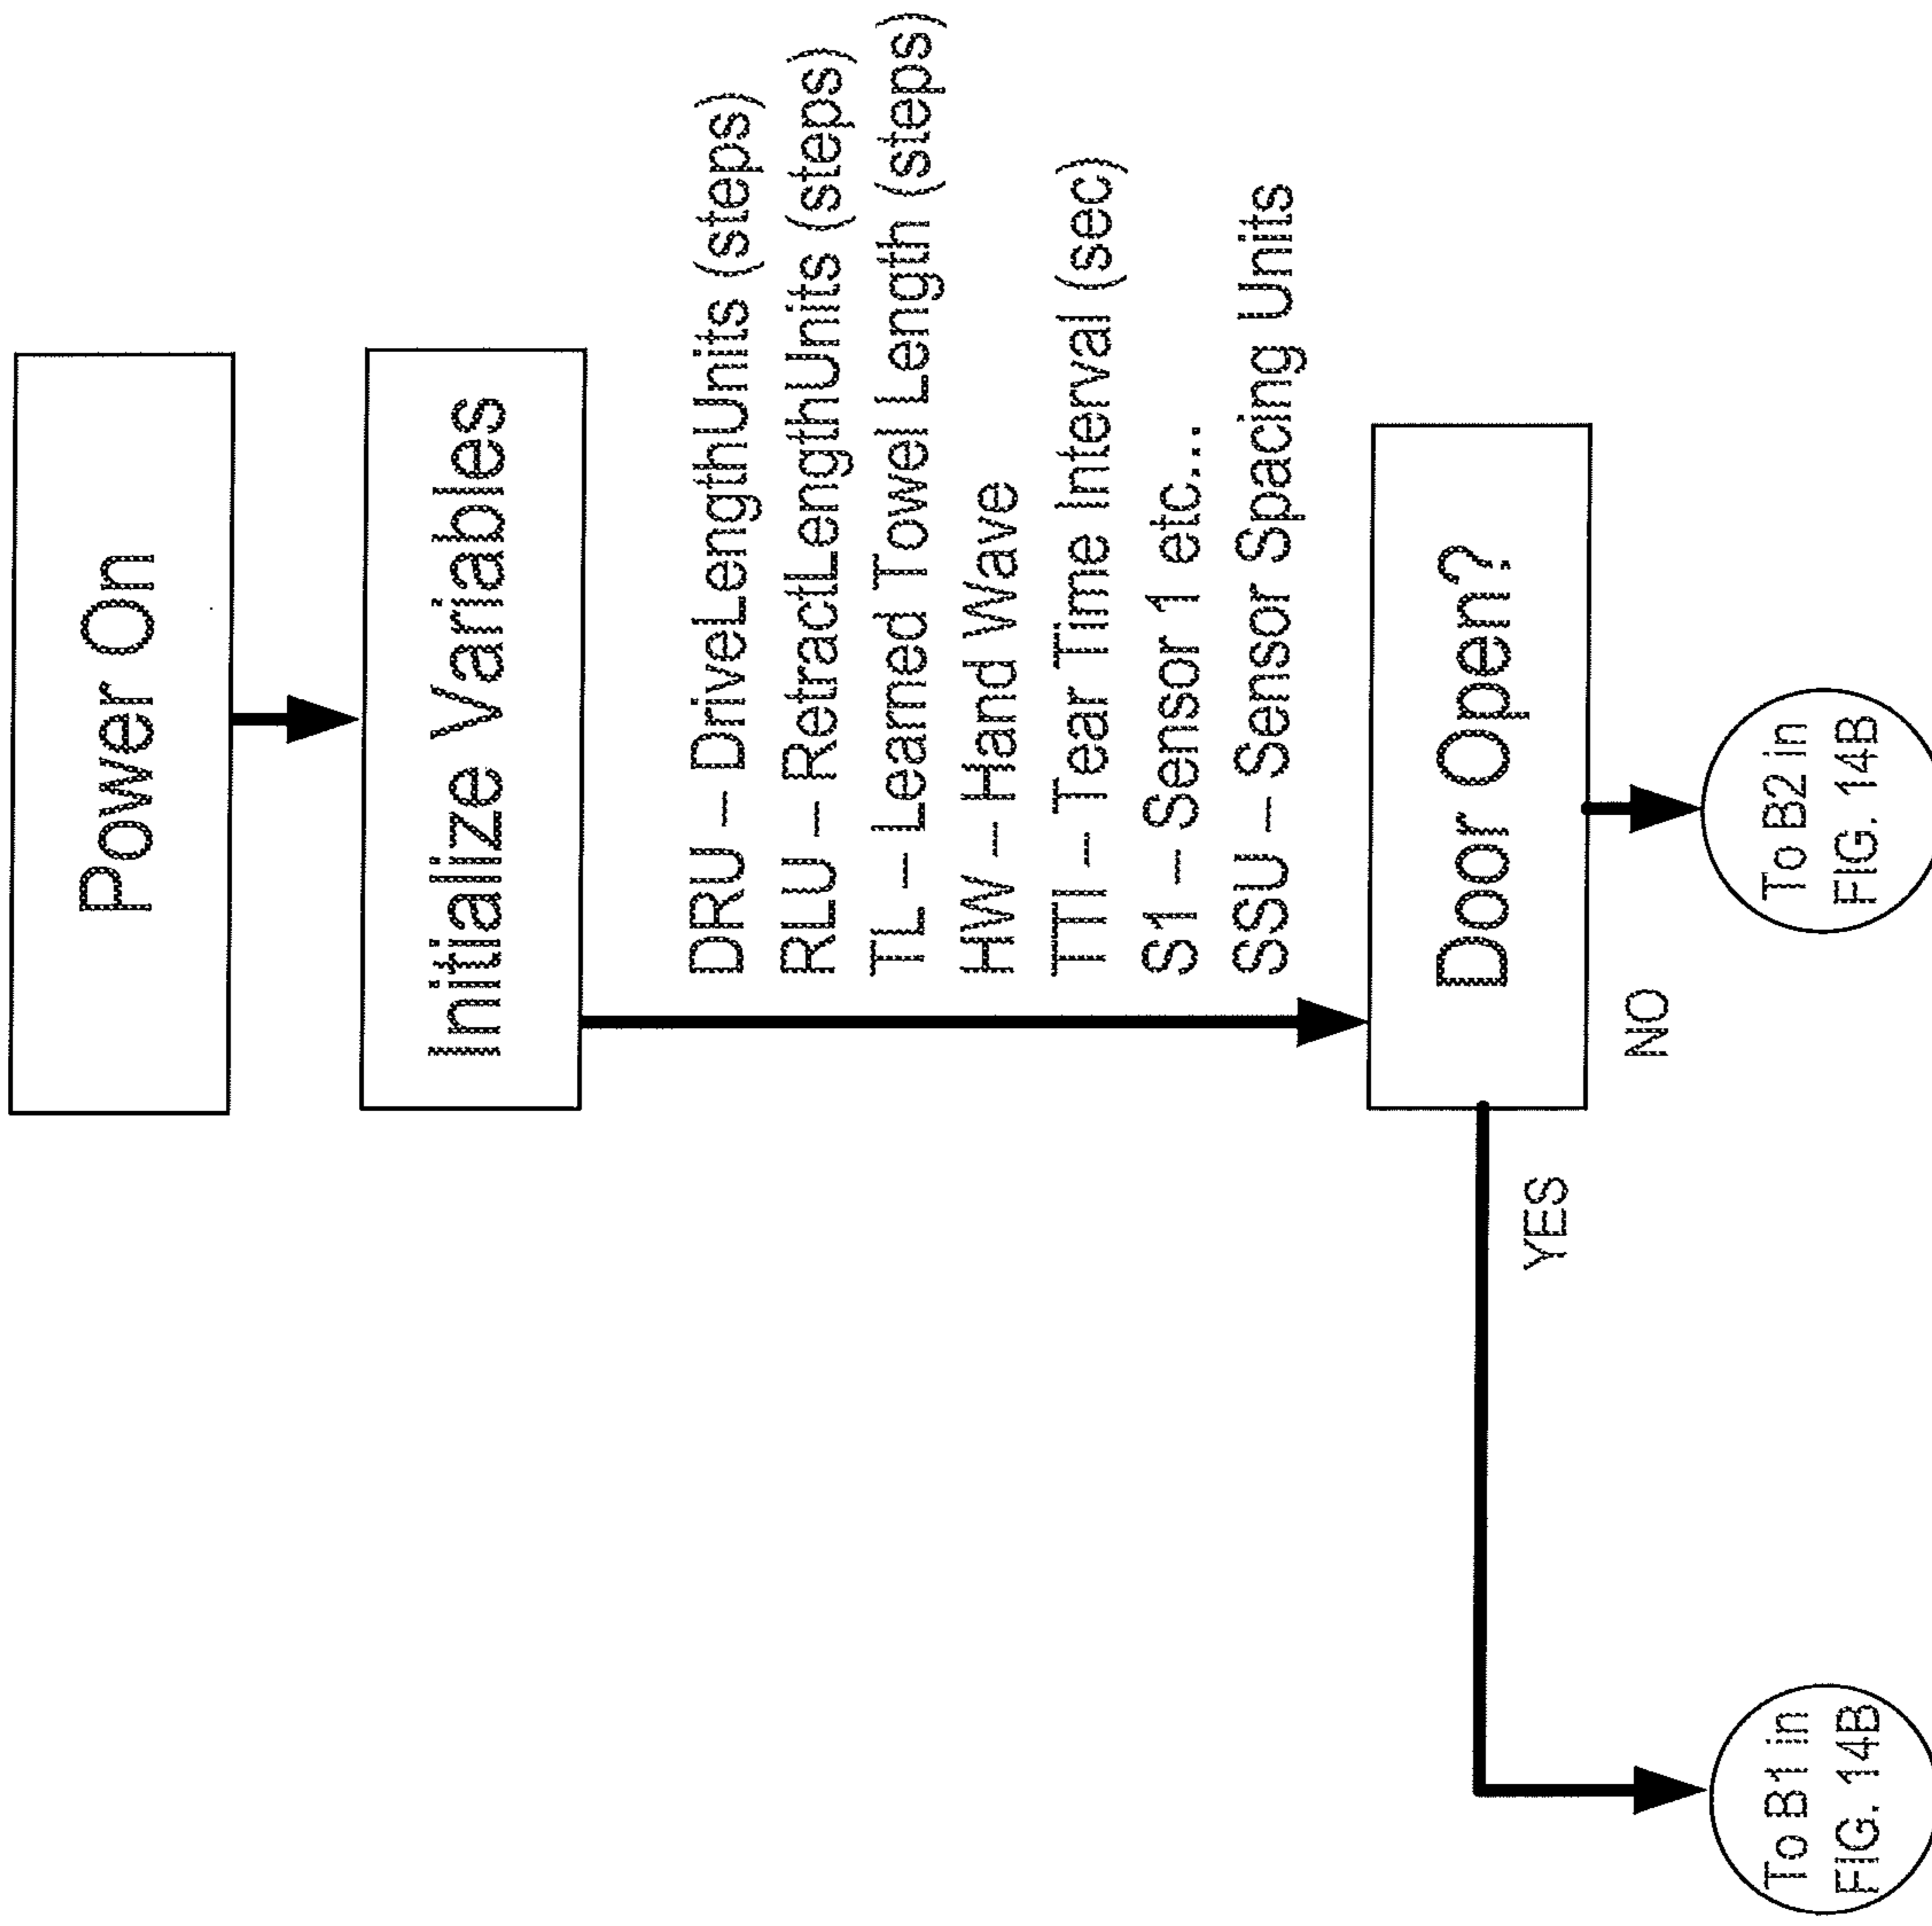 Power On
Initialize Variables
DRU – DriveLengthUnits (steps)
RLU – RetractLengthUnits (steps)
TL – Learned Towel Length (steps)
HW – Hand Wave
TTI – Tear Time Interval (sec)
S1 – Sensor 1 etc...
SSU – Sensor Spacing Units
Door Open?
YES
NO
To B1 in
FIG. 14B
To B2 in
FIG. 14B